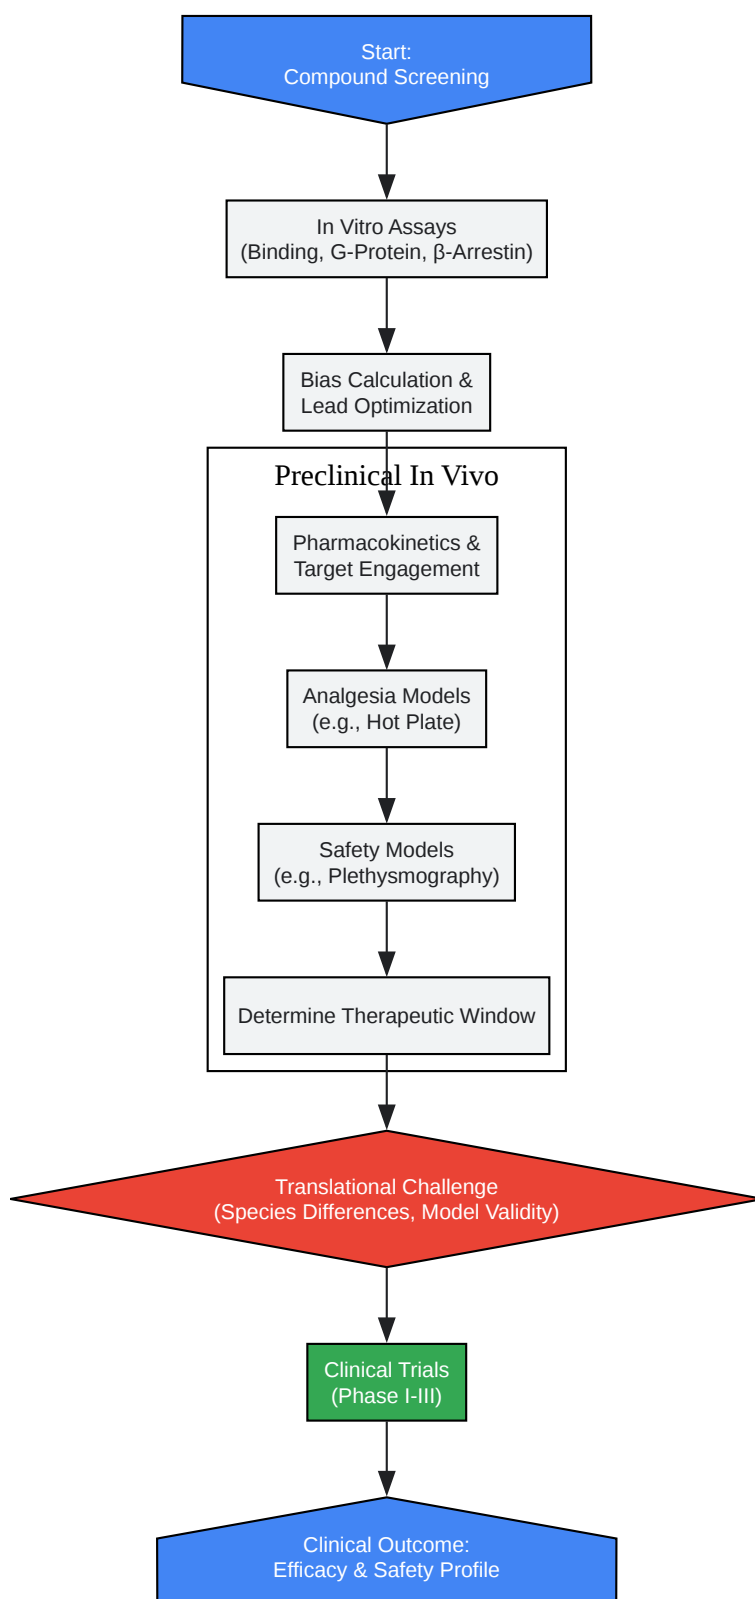 Start:
Compound Screening
In Vitro Assays
(Binding, G-Protein, β-Arrestin)
Bias Calculation &
Lead Optimization
Preclinical In Vivo
Pharmacokinetics &
Target Engagement
Analgesia Models
(e.g., Hot Plate)
Safety Models
(e.g., Plethysmography)
Determine Therapeutic Window
Translational Challenge
(Species Differences, Model Validity)
Clinical Trials
(Phase I-III)
Clinical Outcome:
Efficacy & Safety Profile